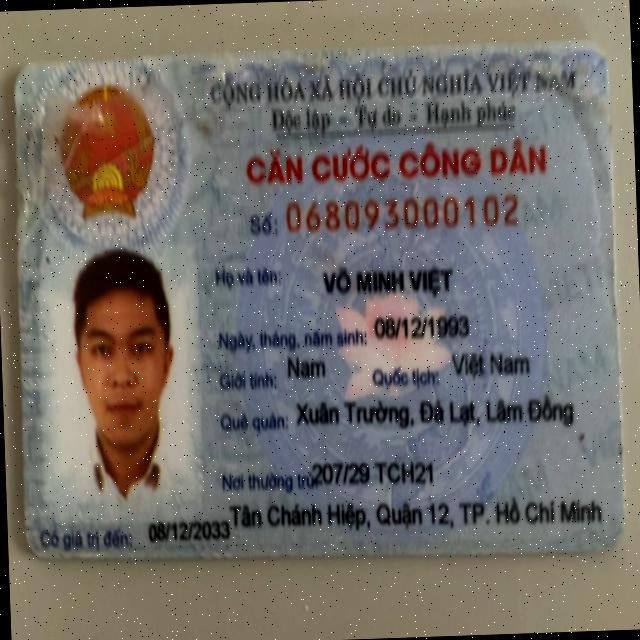 CỘNG HÒA XÃ HỘI CHỦ NGHĨA VIỆT NAM
Độc lập - Tự do - Hạnh phúc
CĂN CƯỚC CÔNG DÂN
Số: 068093000102
Họ và tên: VÕ MINH VIỆT
Ngày, tháng, năm sinh: 08/12/1993
Giới tính: Nam Quốc tịch: Việt Nam
Quê quán: Xuân Trường, Đà Lạt, Lâm Đồng
Nơi thường trú: 207/29 TCH21
Tân Chánh Hiệp, Quận 12, TP. Hồ Chí Minh
Có giá trị đến: 08/12/2033